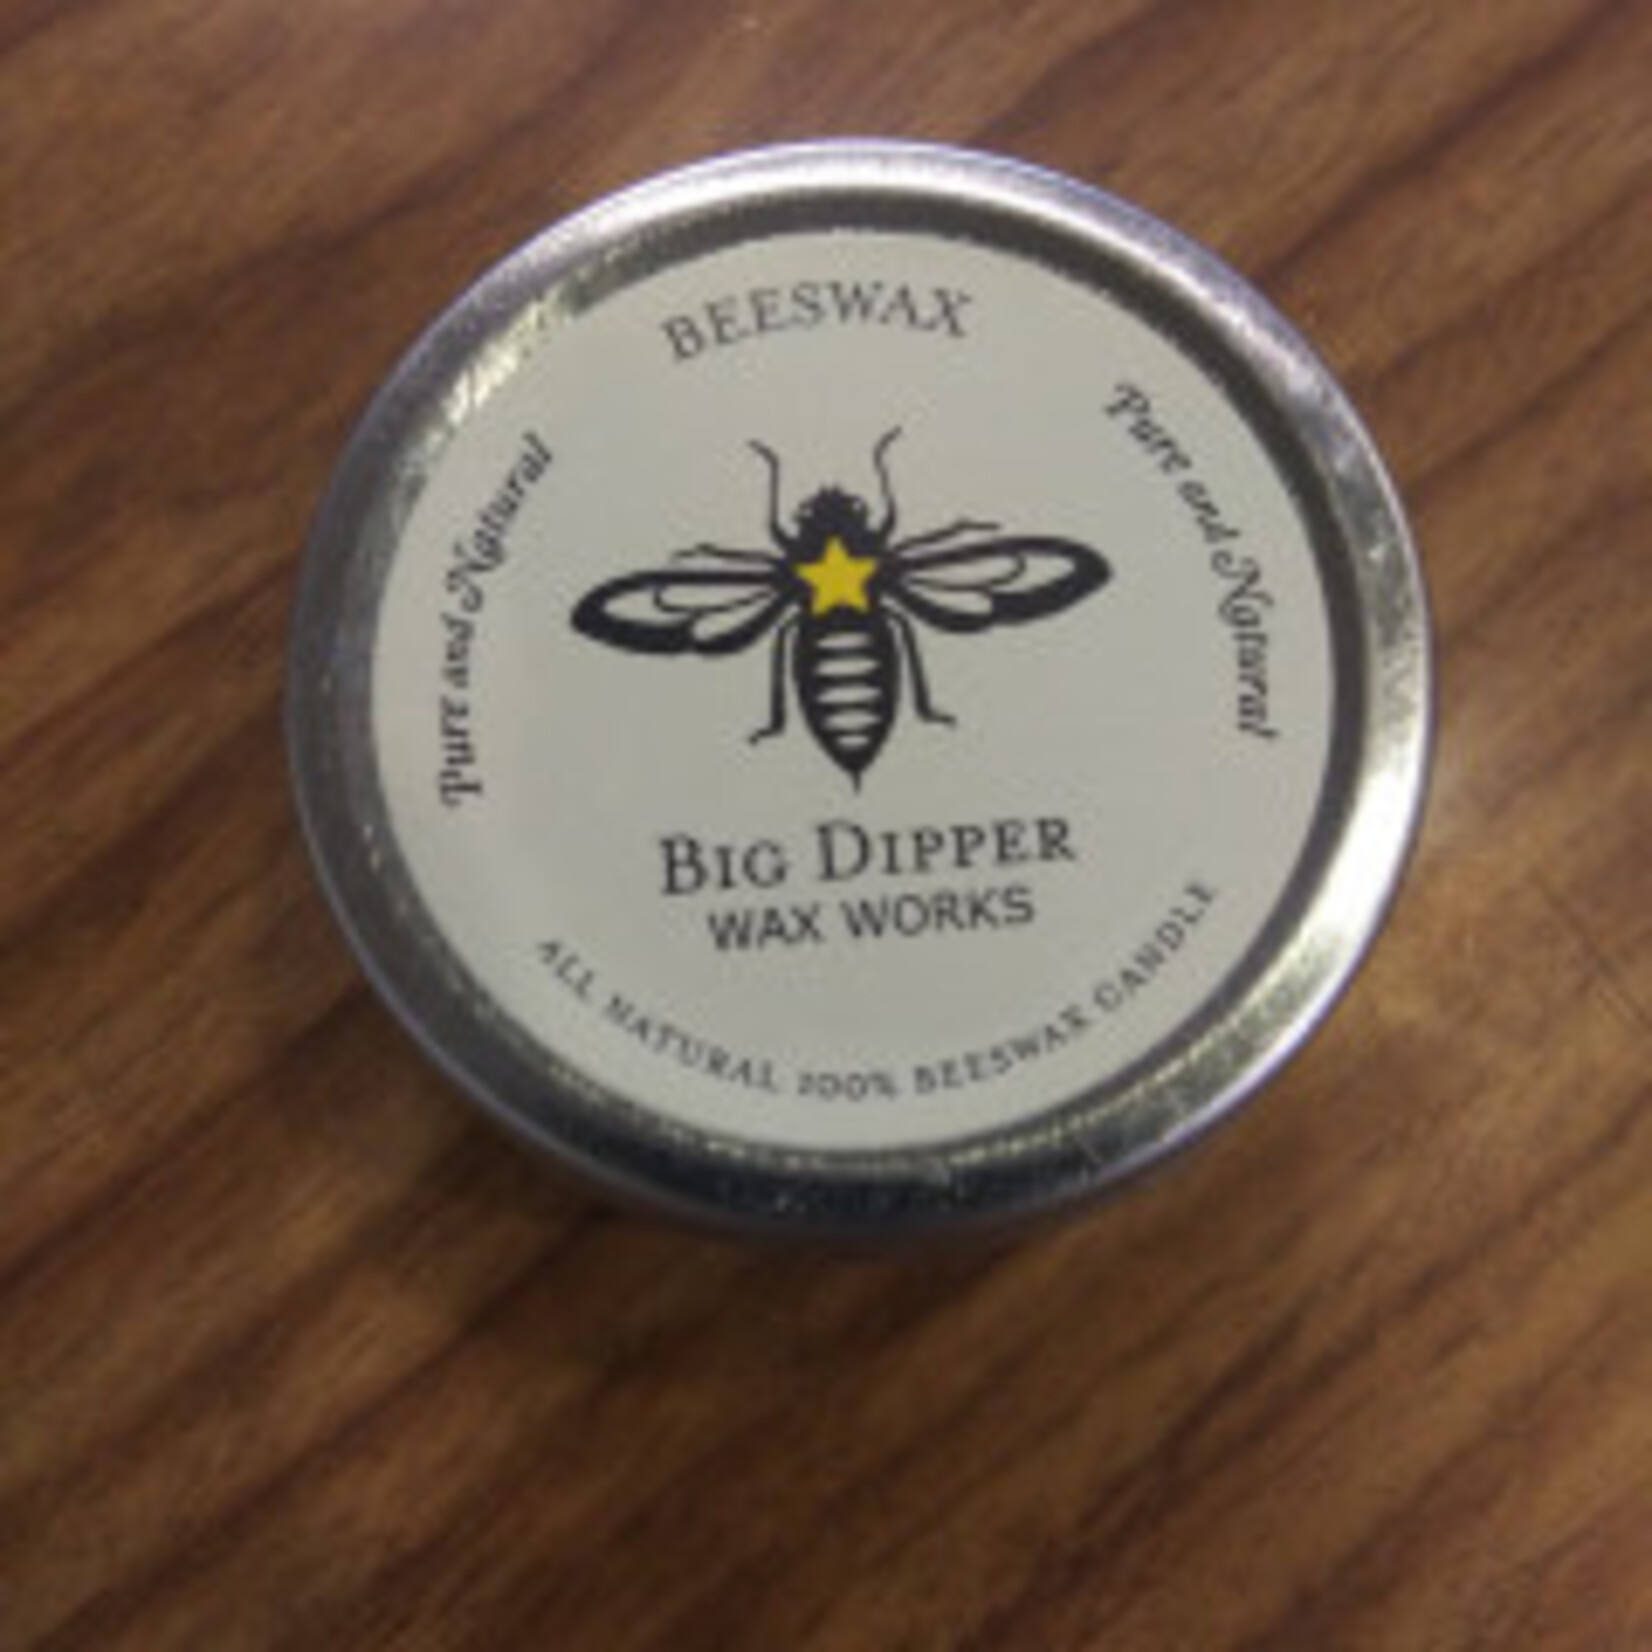 BEESWAX
Pure and Natural
Pure and Natural
BIG DIPPER
WAX WORKS
ALL NATURAL 100% BEESWAX CANDLE